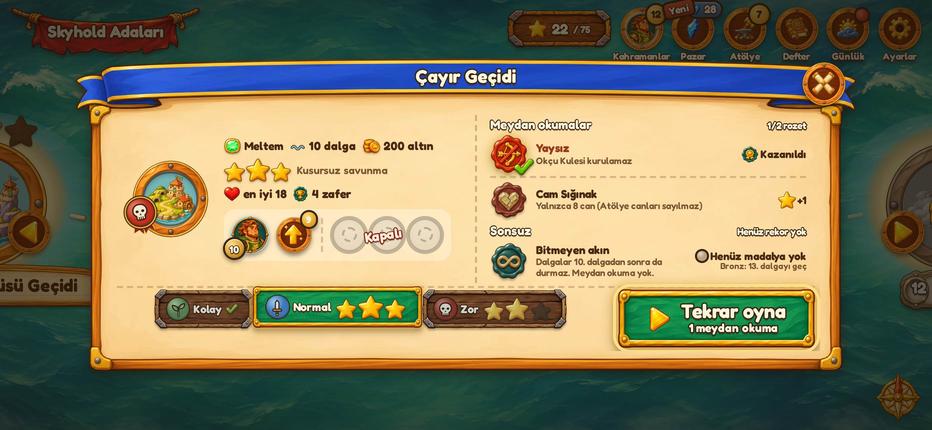 Skyhold Adaları
22 / 75
12
Yeni
28
7
Kahramanlar
Pazar
Atölye
Defter
Günlük
Ayarlar
Çayır Geçidi
Meltem
10 dalga
200 altın
Kusursuz savunma
en iyi 18
4 zafer
10
Kapalı
Meydan okumalar
1/2 rozet
Yaysız
Okçu Kulesi kurulamaz
Kazanıldı
Cam Sığınak
Yalnızca 8 can (Atölye canları sayılmaz)
+1
Sonsuz
Henüz rekor yok
Bitmeyen akın
Dalgalar 10. dalgadan sonra da
durmaz. Meydan okuma yok.
Henüz madalya yok
Bronz: 13. dalgayı geç
Kolay
Normal
Zor
Tekrar oyna
1 meydan okuma
üsü Geçidi
12